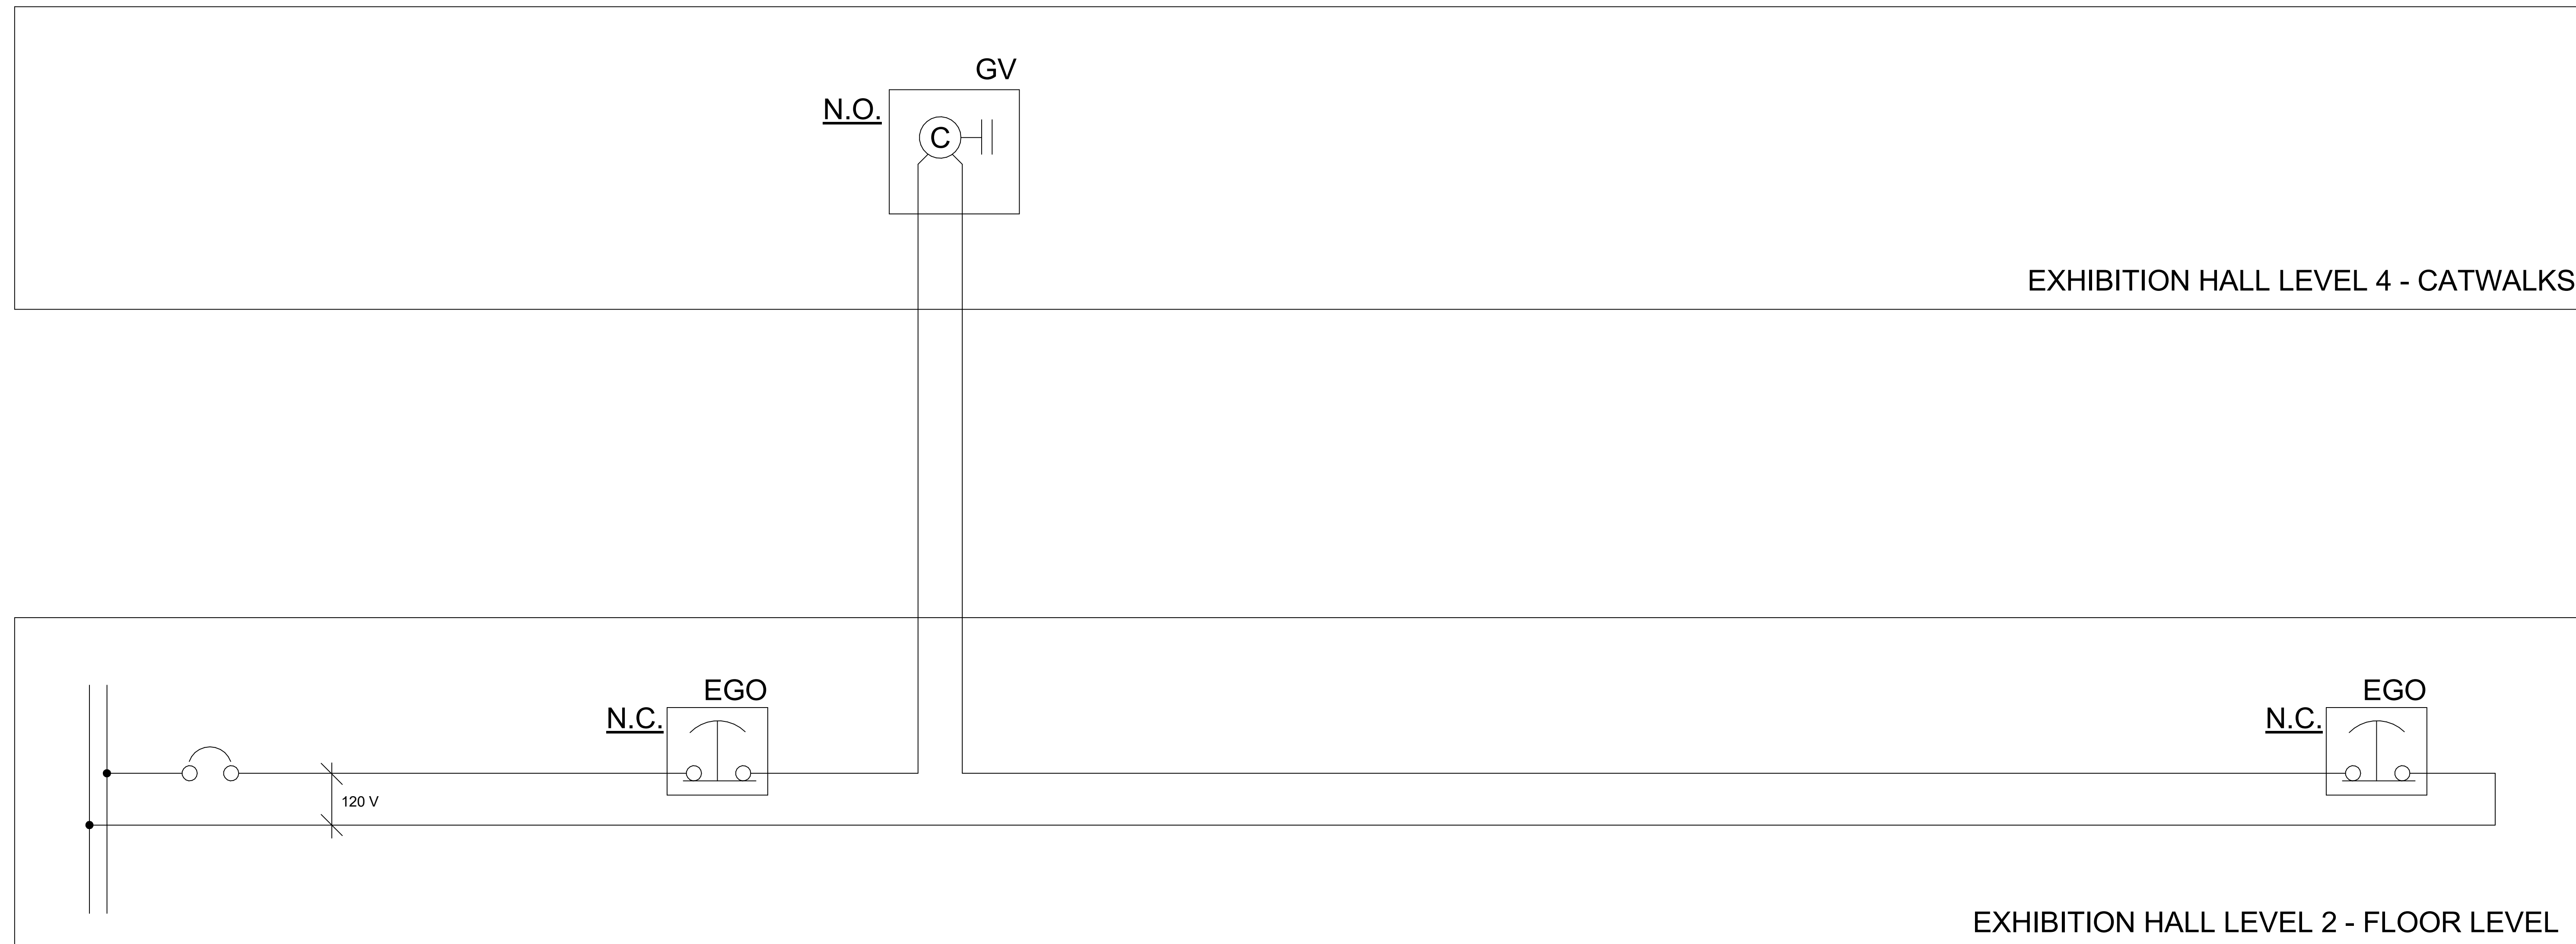 GV
N.O.
C
EXHIBITION HALL LEVEL 4 - CATWALKS
EGO
N.C.
EGO
N.C.
120 V
EXHIBITION HALL LEVEL 2 - FLOOR LEVEL